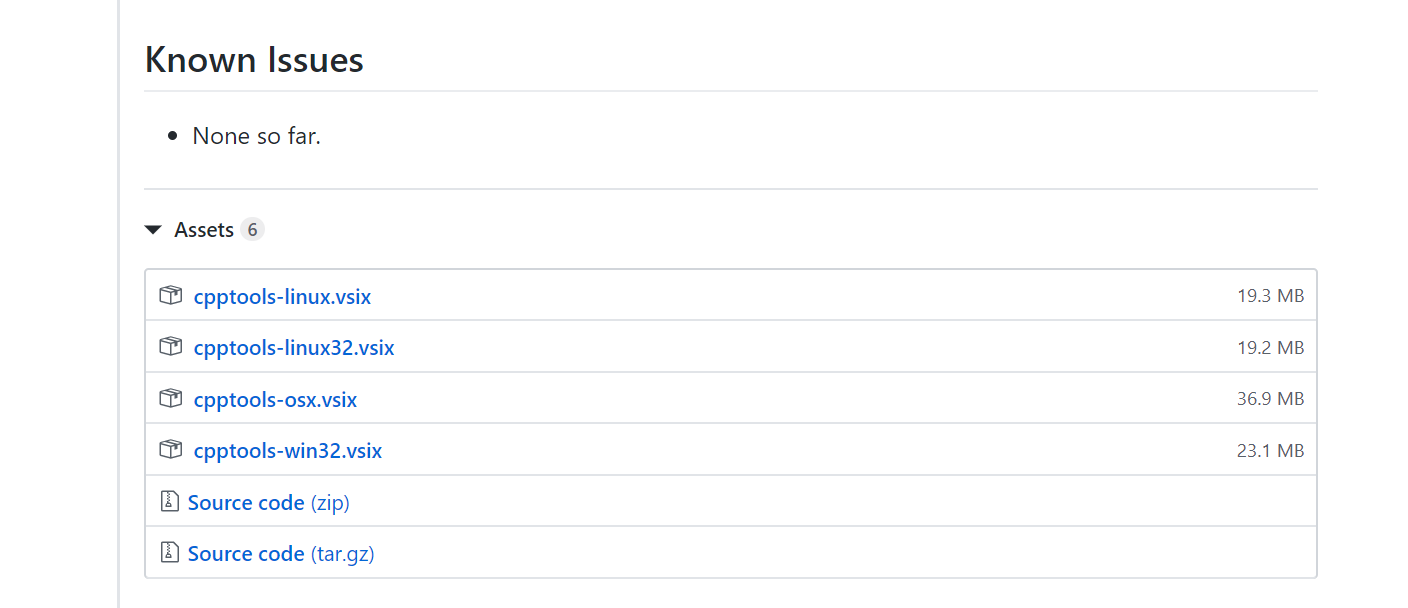 Known Issues
None so far.
Assets 6
cpptools-linux.vsix 19.3 MB
cpptools-linux32.vsix 19.2 MB
cpptools-osx.vsix 36.9 MB
cpptools-win32.vsix 23.1 MB
Source code (zip)
Source code (tar.gz)